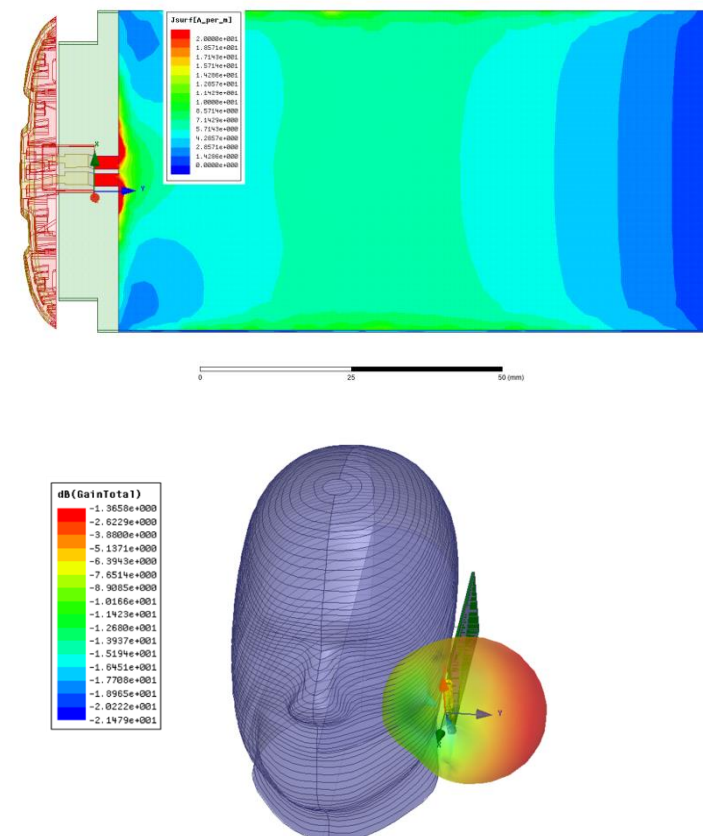 Jsurf[A_per_m]
2.0000e+001
1.8571e+001
1.7143e+001
1.5714e+001
1.4286e+001
1.2857e+001
1.1429e+001
1.0000e+001
8.5714e+000
7.1429e+000
5.7143e+000
4.2857e+000
2.8571e+000
1.4286e+000
0.0000e+000
X
Y
0
25
50 (mm)
dB(GainTotal)
-1.3658e+000
-2.6229e+000
-3.8800e+000
-5.1371e+000
-6.3943e+000
-7.6514e+000
-8.9085e+000
-1.0166e+001
-1.1423e+001
-1.2680e+001
-1.3937e+001
-1.5194e+001
-1.6451e+001
-1.7708e+001
-1.8965e+001
-2.0222e+001
-2.1479e+001
Y
X